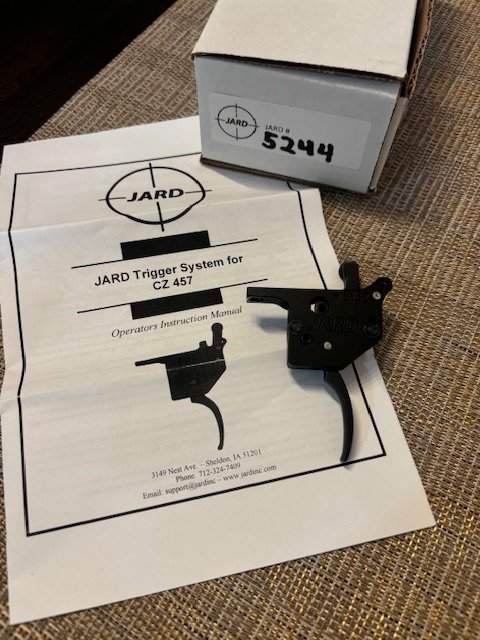 JARD
JARD #
5244
JARD
JARD Trigger System for
CZ 457
Operators Instruction Manual
JARD
3149 Nest Ave. – Sheldon, IA 51201
Phone. 712-324-7409
Email: support@jardinc – www.jardinc.com